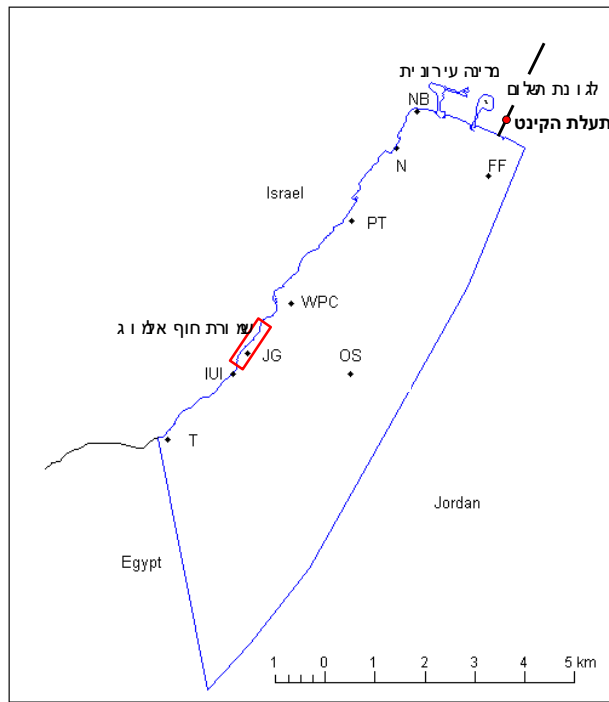 מרינה עירונית
לגונת תשלום
תעלת הקינט
NB
N
FF
Israel
PT
WPC
שמורת חוף אלמוג
JG
IUI
OS
T
Jordan
Egypt
1 0 1 2 3 4 5 km